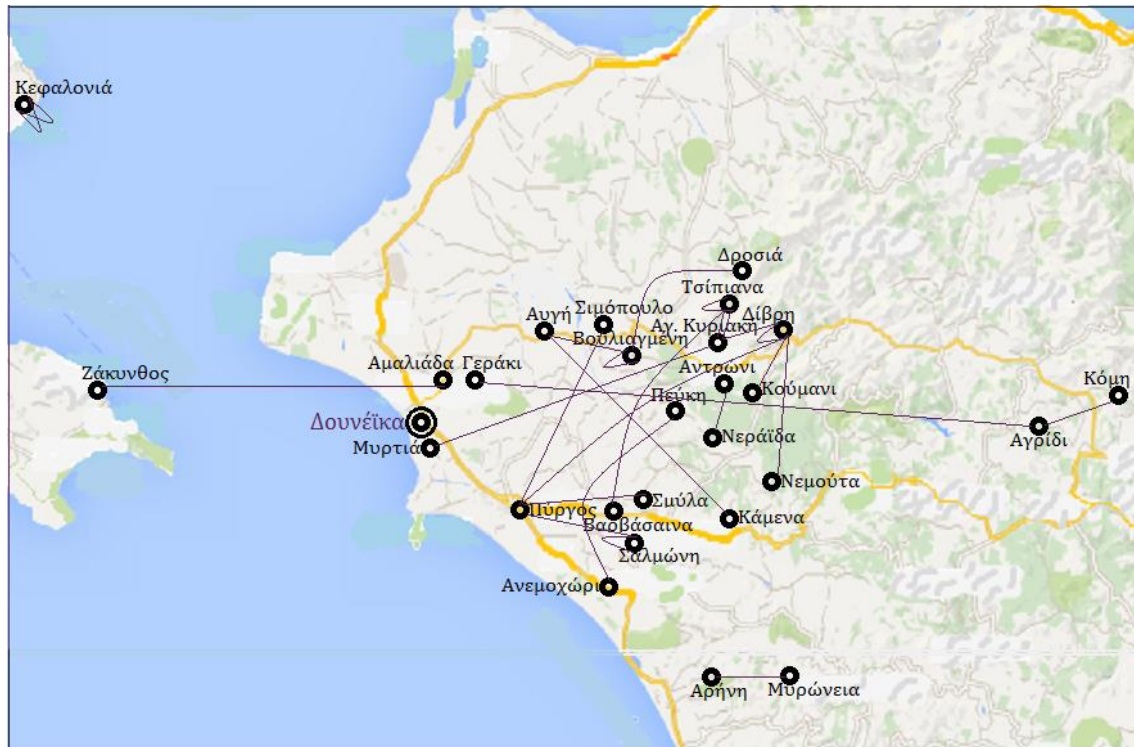 Κεφαλονιά
Δροσιά
Τσίπιανα
Σιμόπουλο
Δίβρη
Αυγή
Αγ. Κυριακή
Βουλιαγμένη
Αμαλιάδα
Γεράκι
Αντρώνι
Ζάκυνθος
Κούμανι
Κόμη
Πεύκη
Δουνέϊκα
Αγρίδι
Μυρτιά
Νεράϊδα
Νεμούτα
Σμύλα
Πύργος
Βαρβάσαινα
Κάμενα
Σαλμώνη
Ανεμοχώρι
Αρήνη
Μυρώνεια